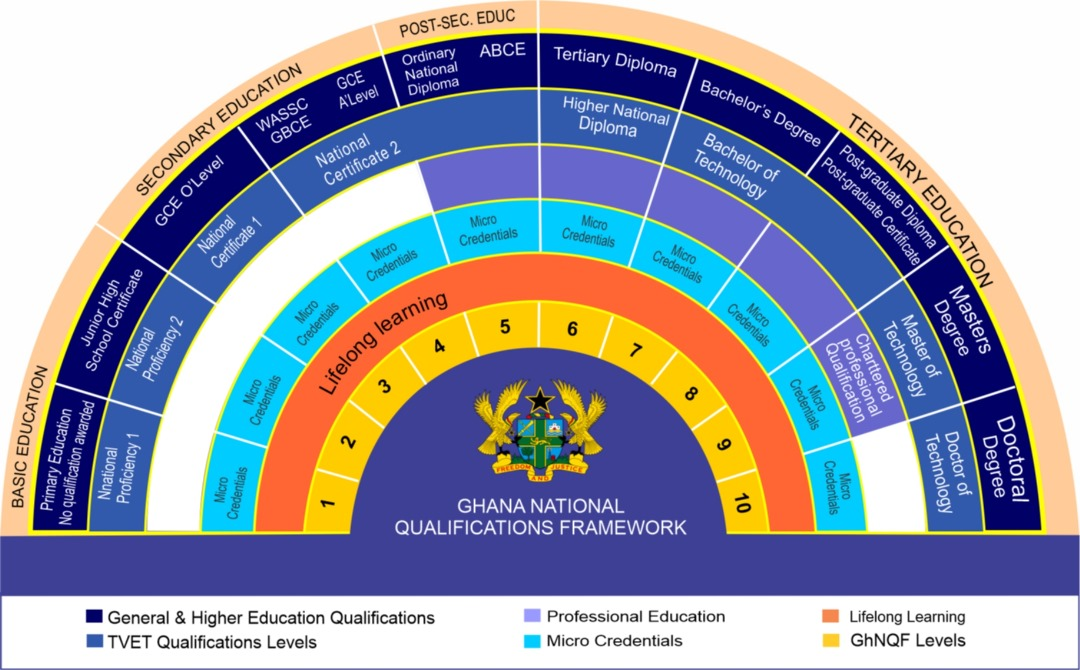 BASIC EDUCATION
SECONDARY EDUCATION
POST-SEC. EDUC
TERTIARY EDUCATION
Primary Education
No qualification awarded
Junior High
School Certificate
GCE O'Level
WASSC
GBCE
GCE
A'Level
Ordinary
National
Diploma
ABCE
Tertiary Diploma
Bachelor's Degree
Post-graduate Diploma
Post-graduate Certificate
Masters
Degree
Doctoral
Degree
Nnational
Proficiency 1
National
Proficiency 2
National
Certificate 1
National
Certificate 2
Higher National
Diploma
Bachelor of
Technology
Master of
Technology
Doctor of
Technology
Chartered
professional
Qualification
Micro
Credentials
Micro
Credentials
Micro
Credentials
Micro
Credentials
Micro
Credentials
Micro
Credentials
Micro
Credentials
Micro
Credentials
Micro
Credentials
Micro
Credentials
Lifelong learning
1
2
3
4
5
6
7
8
9
10
FREEDOM AND JUSTICE
GHANA NATIONAL
QUALIFICATIONS FRAMEWORK
General & Higher Education Qualifications
TVET Qualifications Levels
Professional Education
Micro Credentials
Lifelong Learning
GhNQF Levels